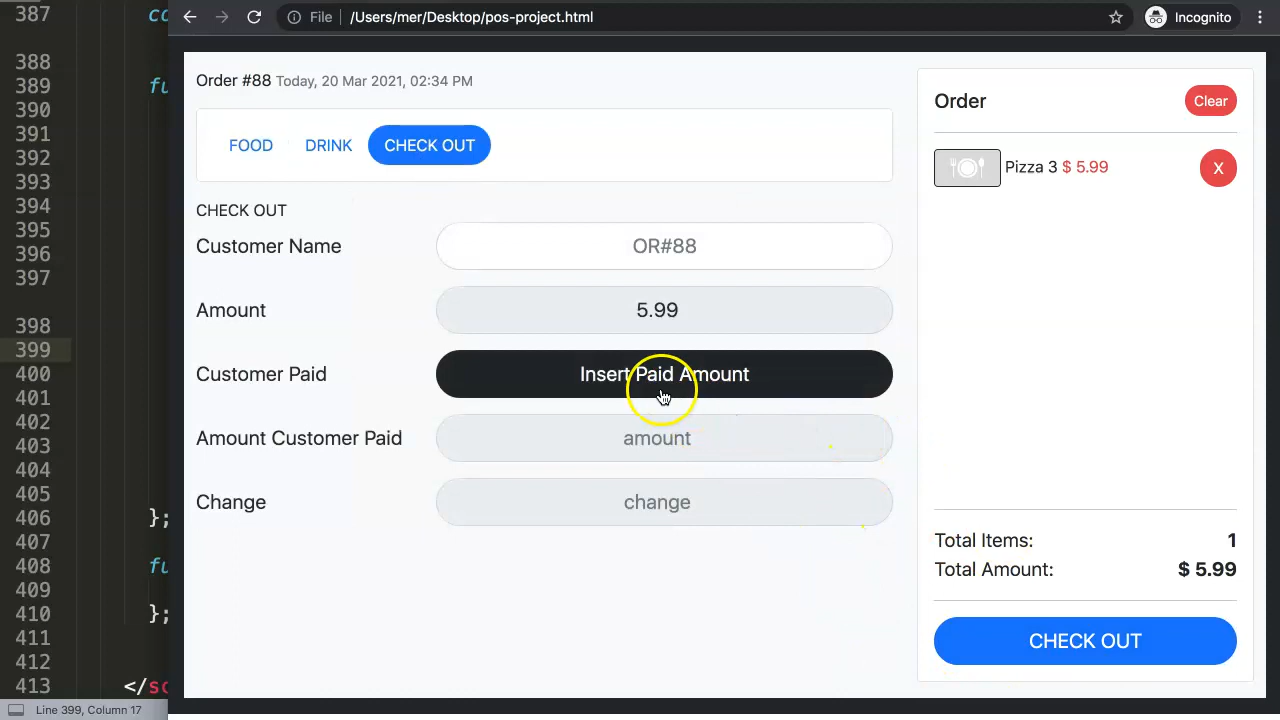 387
388
389
390
391
392
393
394
395
396
397
398
399
400
401
402
403
404
405
406
407
408
409
410
411
412
413
co
fu
};
fu
};
</sc
Line 399, Column 17
File
/Users/mer/Desktop/pos-project.html
Incognito
Order #88 Today, 20 Mar 2021, 02:34 PM
FOOD DRINK CHECK OUT
CHECK OUT
Customer Name OR#88
Amount 5.99
Customer Paid Insert Paid Amount
Amount Customer Paid amount
Change change
Order Clear
Pizza 3 $ 5.99 X
Total Items: 1
Total Amount: $ 5.99
CHECK OUT